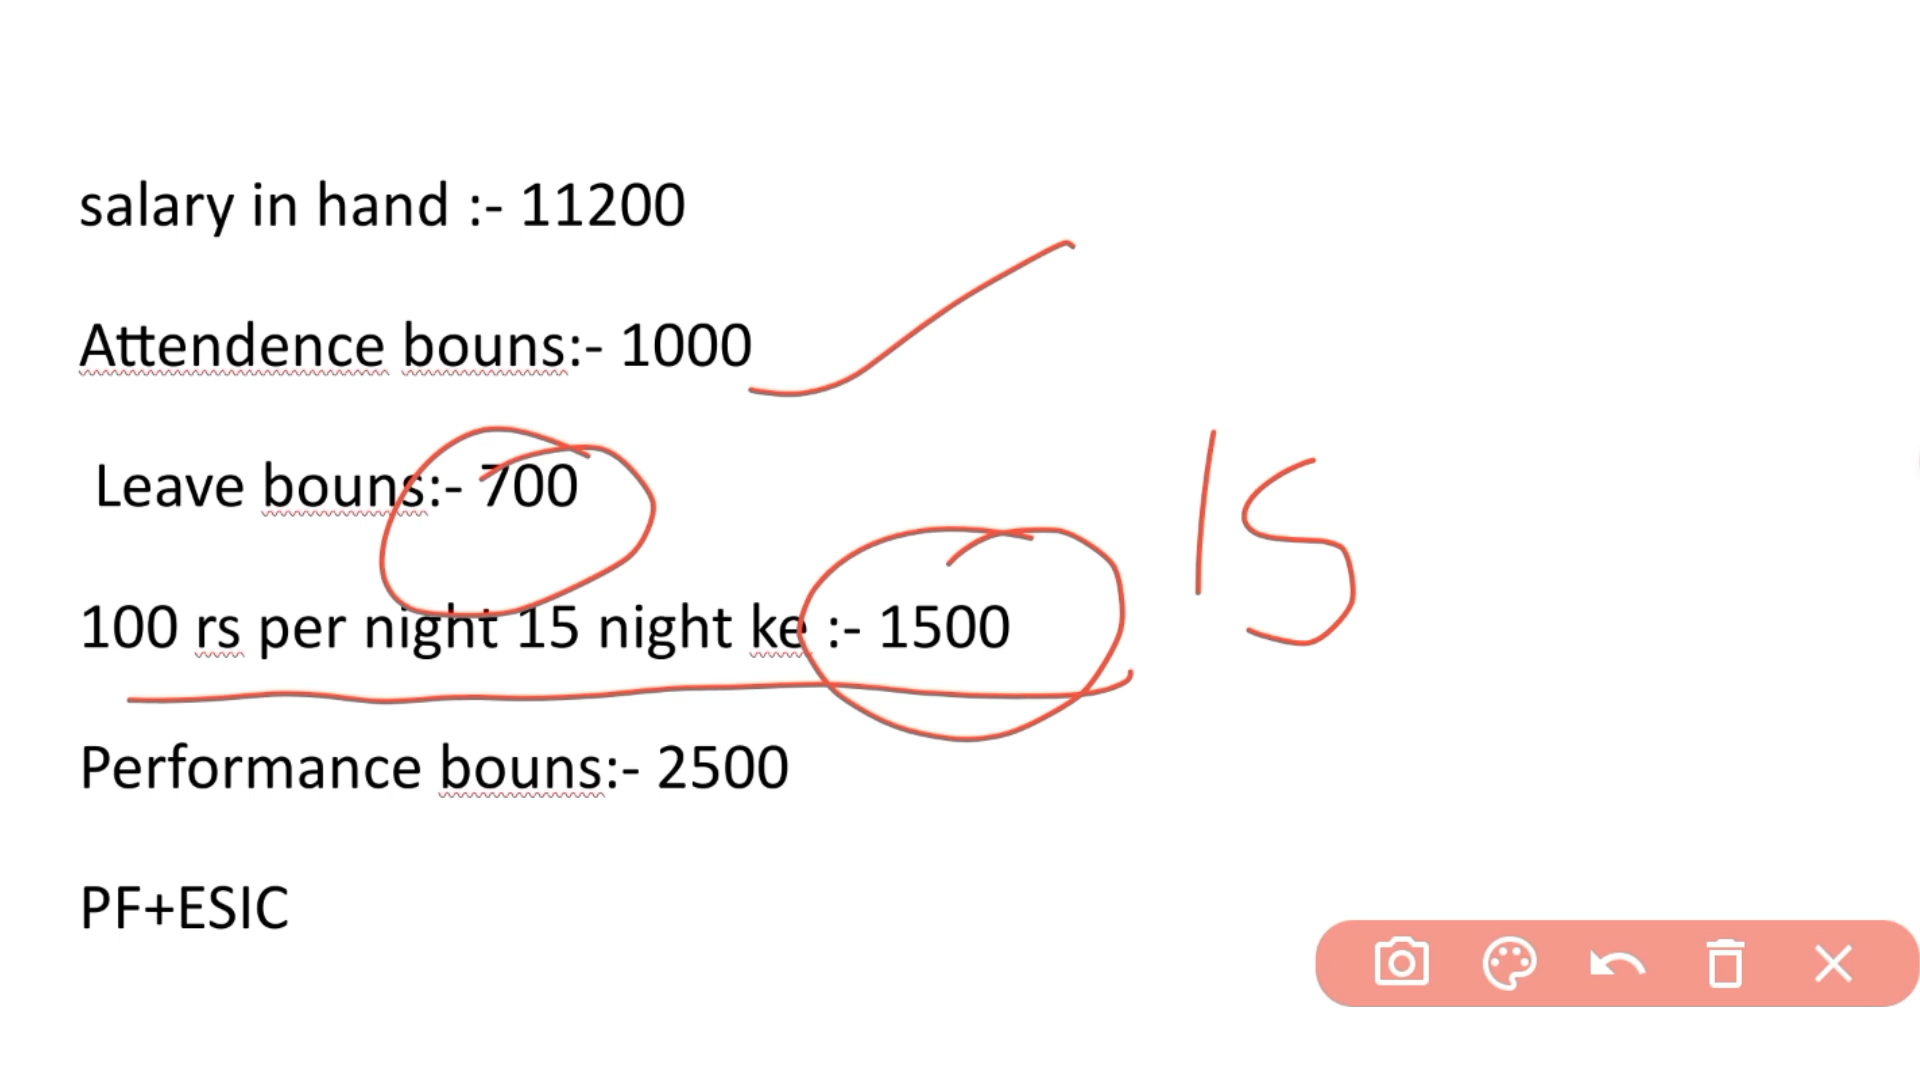 salary in hand :- 11200
Attendence bouns:- 1000
Leave bouns:- 700
15
100 rs per night 15 night ke :- 1500
Performance bouns:- 2500
PF+ESIC